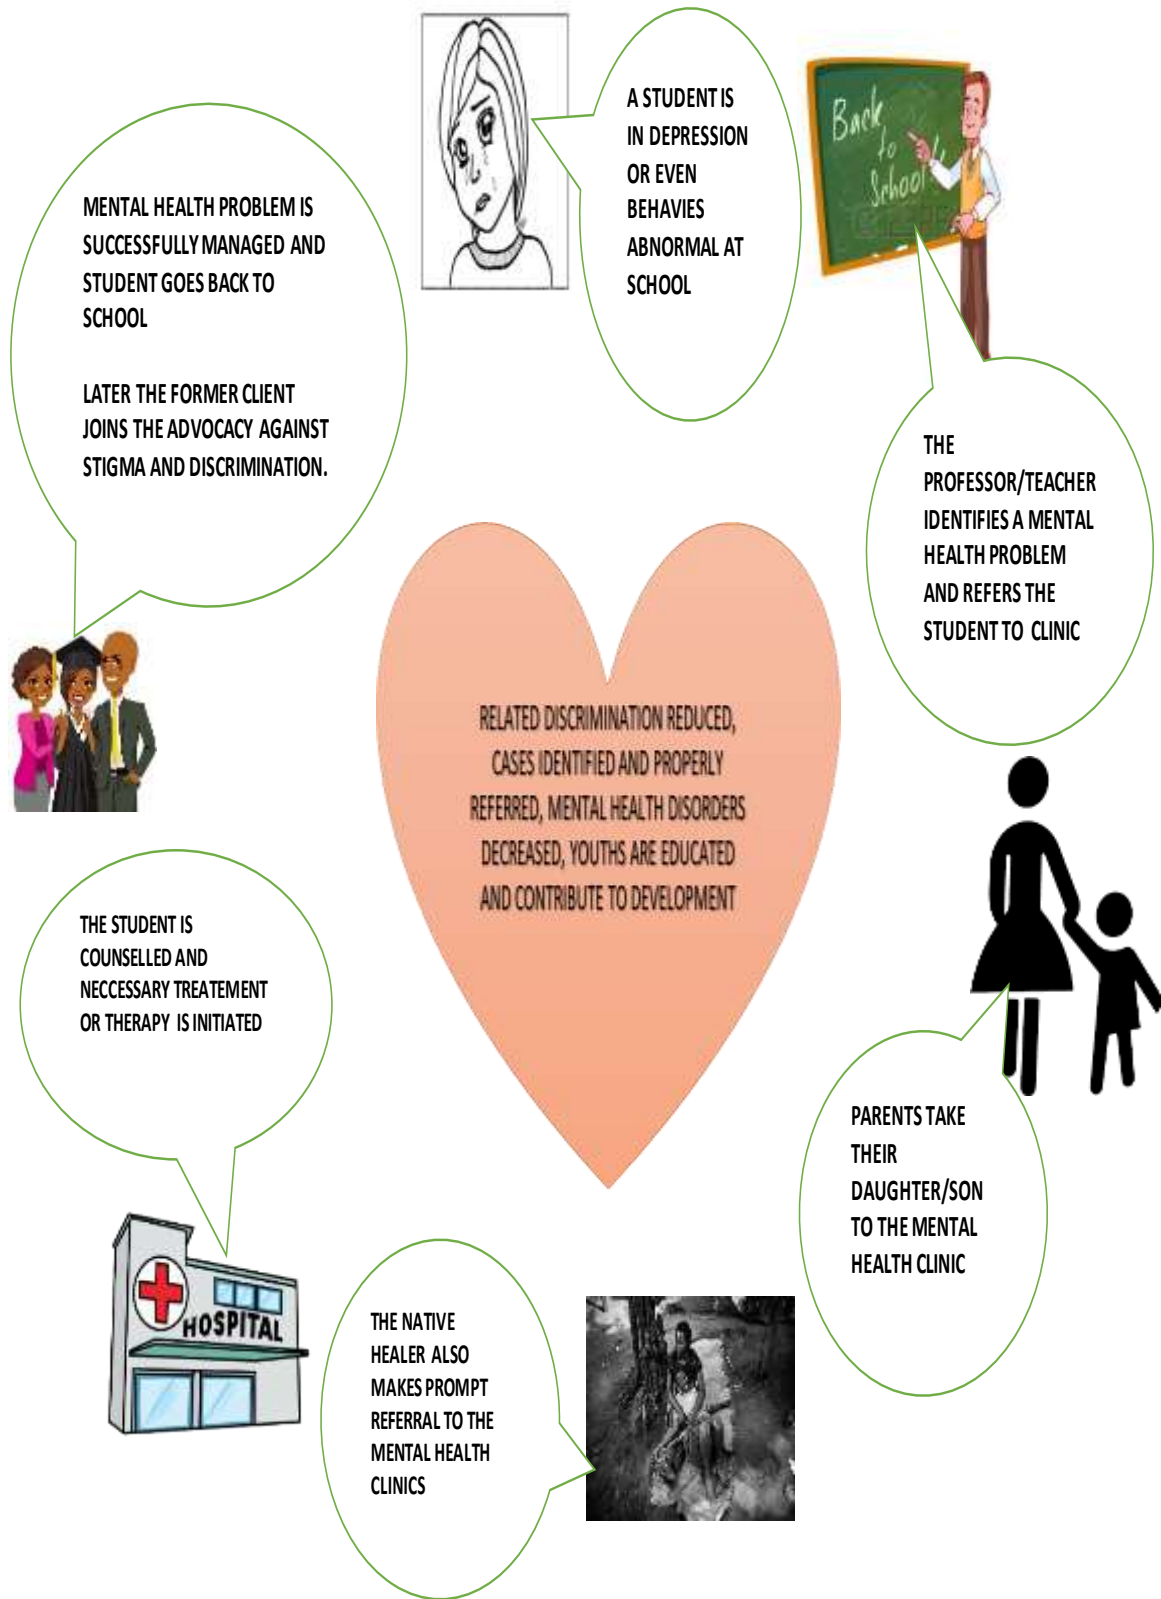 A STUDENT IS
IN DEPRESSION
OR EVEN
BEHAVIES
ABNORMAL AT
SCHOOL
Back
to
School
THE
PROFESSOR/TEACHER
IDENTIFIES A MENTAL
HEALTH PROBLEM
AND REFERS THE
STUDENT TO CLINIC
PARENTS TAKE
THEIR
DAUGHTER/SON
TO THE MENTAL
HEALTH CLINIC
THE NATIVE
HEALER ALSO
MAKES PROMPT
REFERRAL TO THE
MENTAL HEALTH
CLINICS
HOSPITAL
THE STUDENT IS
COUNSELLED AND
NECCESSARY TREATEMENT
OR THERAPY IS INITIATED
MENTAL HEALTH PROBLEM IS
SUCCESSFULLY MANAGED AND
STUDENT GOES BACK TO
SCHOOL
LATER THE FORMER CLIENT
JOINS THE ADVOCACY AGAINST
STIGMA AND DISCRIMINATION.
RELATED DISCRIMINATION REDUCED,
CASES IDENTIFIED AND PROPERLY
REFERRED, MENTAL HEALTH DISORDERS
DECREASED, YOUTHS ARE EDUCATED
AND CONTRIBUTE TO DEVELOPMENT